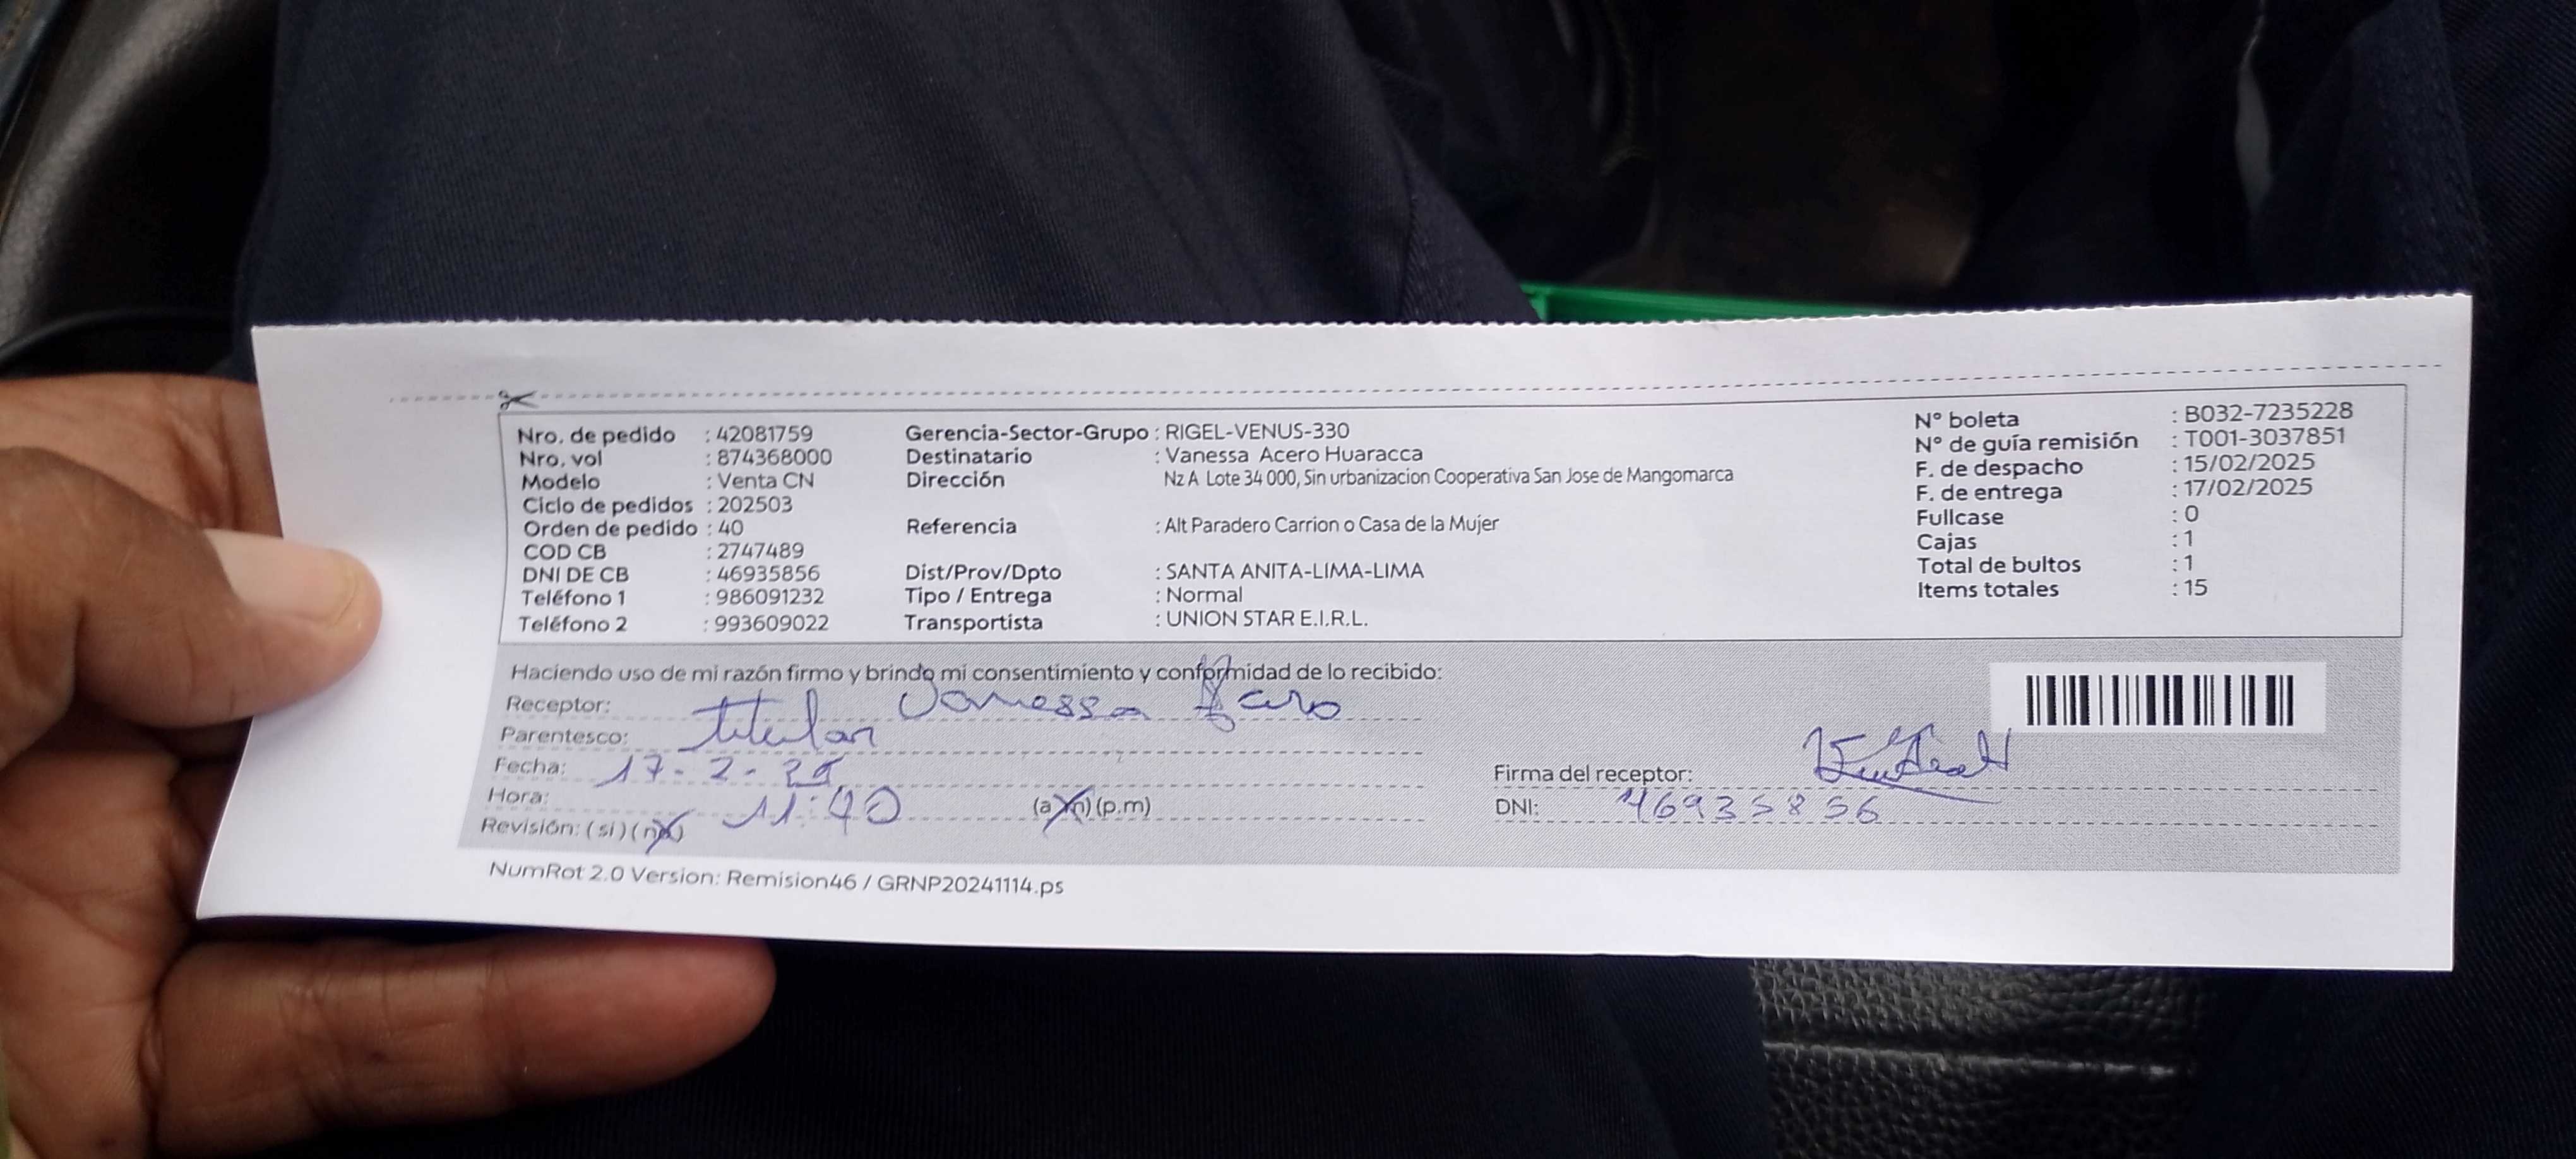 Nro. de pedido : 42081759
Nro. vol : 874368000
Modelo : Venta CN
Ciclo de pedidos : 202503
Orden de pedido : 40
COD CB : 2747489
DNI DE CB : 46935856
Teléfono 1 : 986091232
Teléfono 2 : 993609022
Gerencia-Sector-Grupo : RIGEL-VENUS-330
Destinatario : Vanessa Acero Huaracca
Dirección Nz A Lote 34 000, Sin urbanizacion Cooperativa San Jose de Mangomarca
Referencia : Alt Paradero Carrion o Casa de la Mujer
Dist/Prov/Dpto : SANTA ANITA-LIMA-LIMA
Tipo / Entrega : Normal
Transportista : UNION STAR E.I.R.L.
N° boleta : B032-7235228
N° de guía remisión : T001-3037851
F. de despacho : 15/02/2025
F. de entrega : 17/02/2025
Fullcase : 0
Cajas : 1
Total de bultos : 1
Items totales : 15
Haciendo uso de mi razón firmo y brindo mi consentimiento y conformidad de lo recibido:
Receptor: Vanessa
Parentesco: titular
Fecha: 17-2-25
Hora: 11:40 (a.m) (p.m)
Revisión: (si) (no)
Firma del receptor:
DNI: 46935856
NumRot 2.0 Version: Remision46 / GRNP20241114.ps